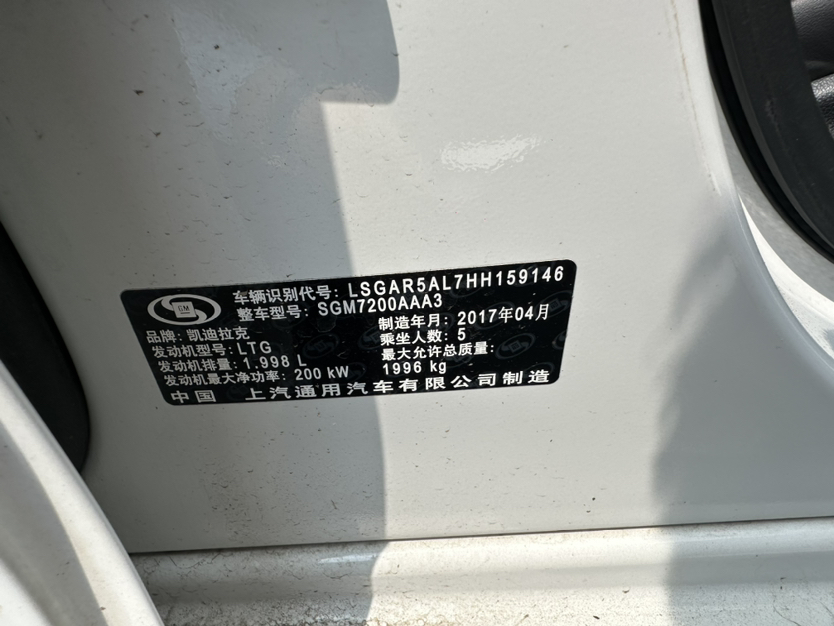 GM
车辆识别代号: LSGAR5AL7HH159146
整车型号: SGM7200AAA3
品牌: 凯迪拉克
制造年月: 2017年04月
发动机型号: LTG
乘坐人数: 5
发动机排量: 1.998 L
最大允许总质量:
1996 kg
发动机最大净功率: 200 kW
中国 上汽通用汽车有限公司制造